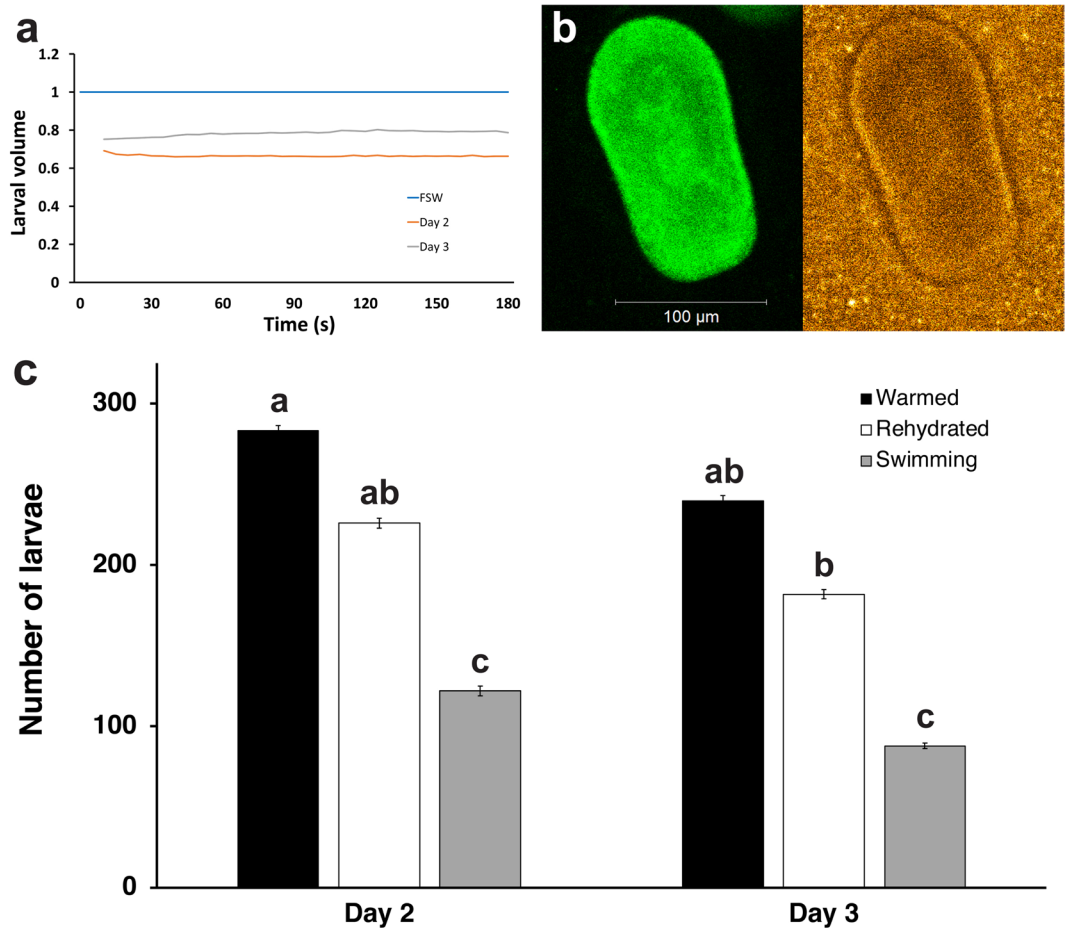 a
1.2
1
0.8
0.6
0.4
0.2
0
Larval volume
FSW
Day 2
Day 3
0 30 60 90 120 150 180
Time (s)
b
100 µm
c
300
200
100
0
Number of larvae
Warmed
Rehydrated
Swimming
a
ab
c
ab
b
c
Day 2 Day 3